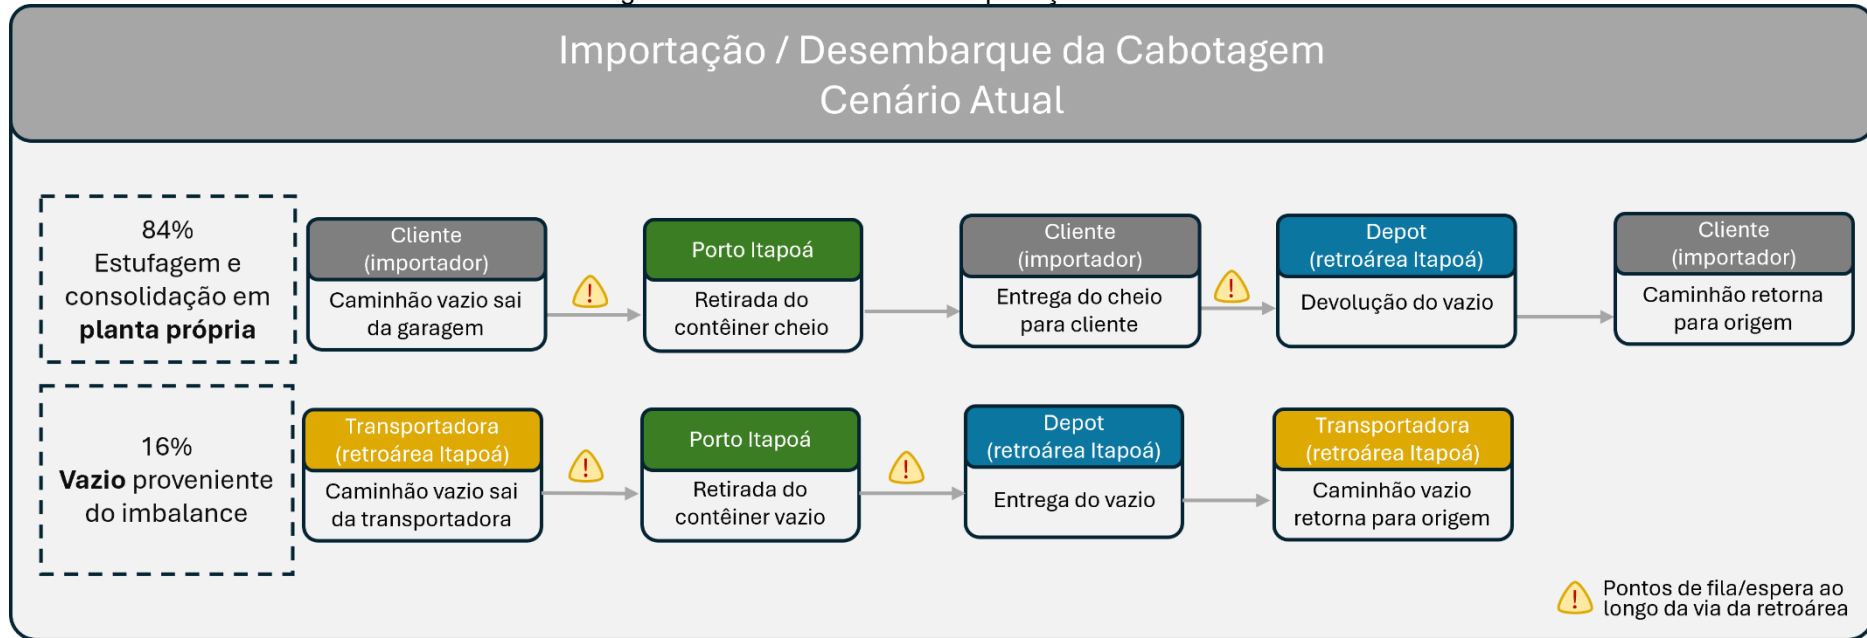 Importação / Desembarque da Cabotagem
Cenário Atual
84%
Estufagem e
consolidação em
planta própria
Cliente
(importador)
Caminhão vazio sai
da garagem
!
Porto Itapoá
Retirada do
contêiner cheio
Cliente
(importador)
Entrega do cheio
para cliente
!
Depot
(retroárea Itapoá)
Devolução do vazio
Cliente
(importador)
Caminhão retorna
para origem
16%
Vazio proveniente
do imbalance
Transportadora
(retroárea Itapoá)
Caminhão vazio sai
da transportadora
!
Porto Itapoá
Retirada do
contêiner vazio
!
Depot
(retroárea Itapoá)
Entrega do vazio
Transportadora
(retroárea Itapoá)
Caminhão vazio
retorna para origem
!
Pontos de fila/espera ao
longo da via da retroárea